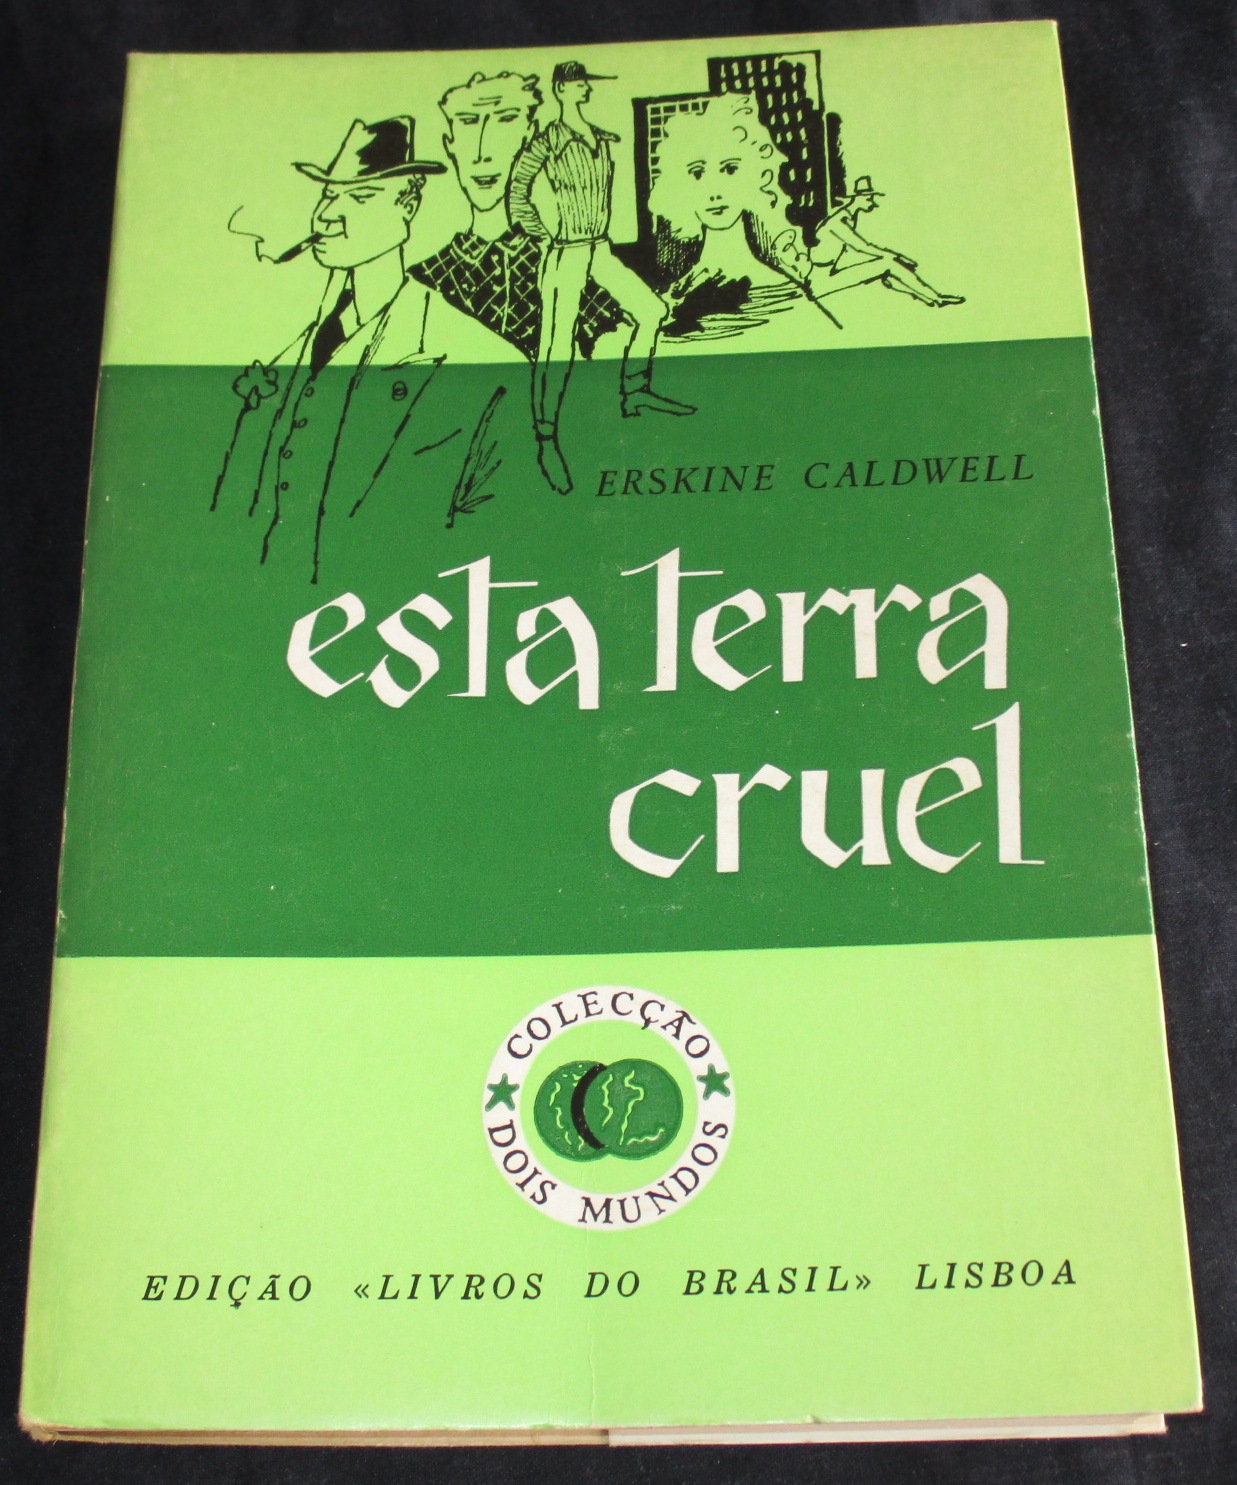 ERSKINE CALDWELL
esta terra
cruel
COLECÇÃO
DOIS MUNDOS
EDIÇÃO «LIVROS DO BRASIL» LISBOA